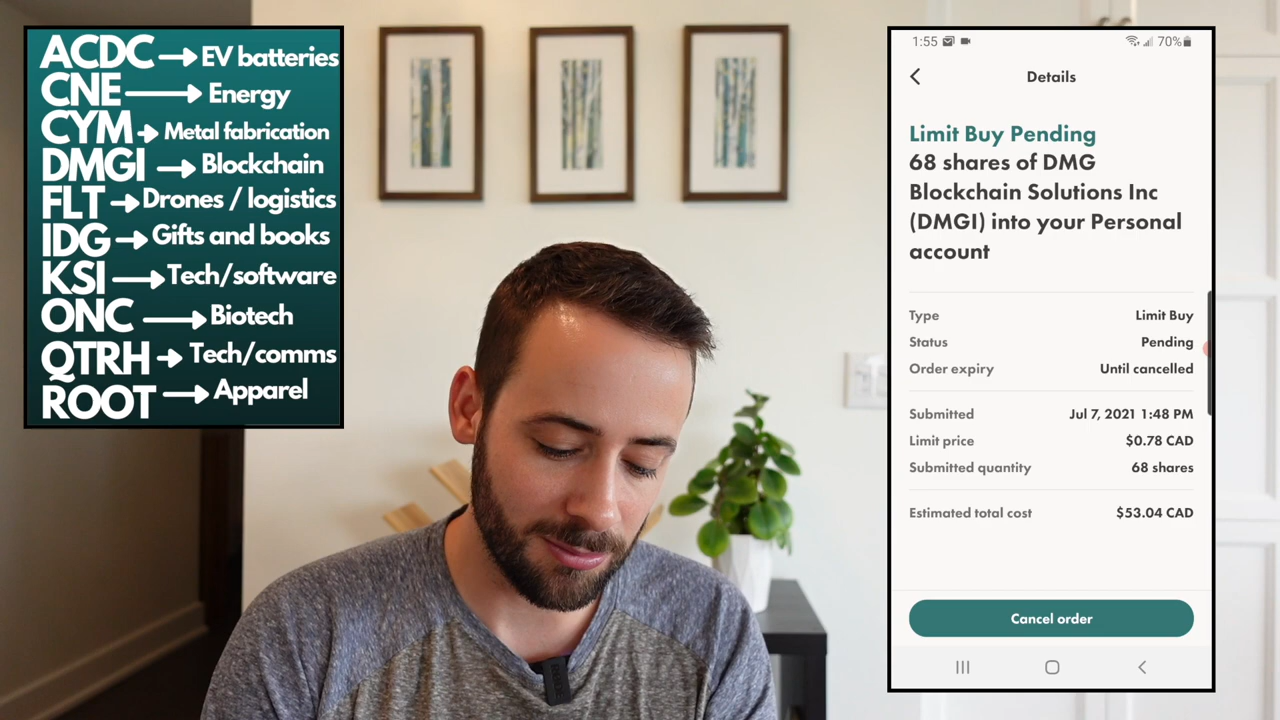 ACDC → EV batteries
CNE → Energy
CYM → Metal fabrication
DMGI → Blockchain
FLT → Drones / logistics
IDG → Gifts and books
KSI → Tech/software
ONC → Biotech
QTRH → Tech/comms
ROOT → Apparel
1:55 70%
Details
Limit Buy Pending
68 shares of DMG
Blockchain Solutions Inc
(DMGI) into your Personal
account
Type Limit Buy
Status Pending
Order expiry Until cancelled
Submitted Jul 7, 2021 1:48 PM
Limit price $0.78 CAD
Submitted quantity 68 shares
Estimated total cost $53.04 CAD
Cancel order